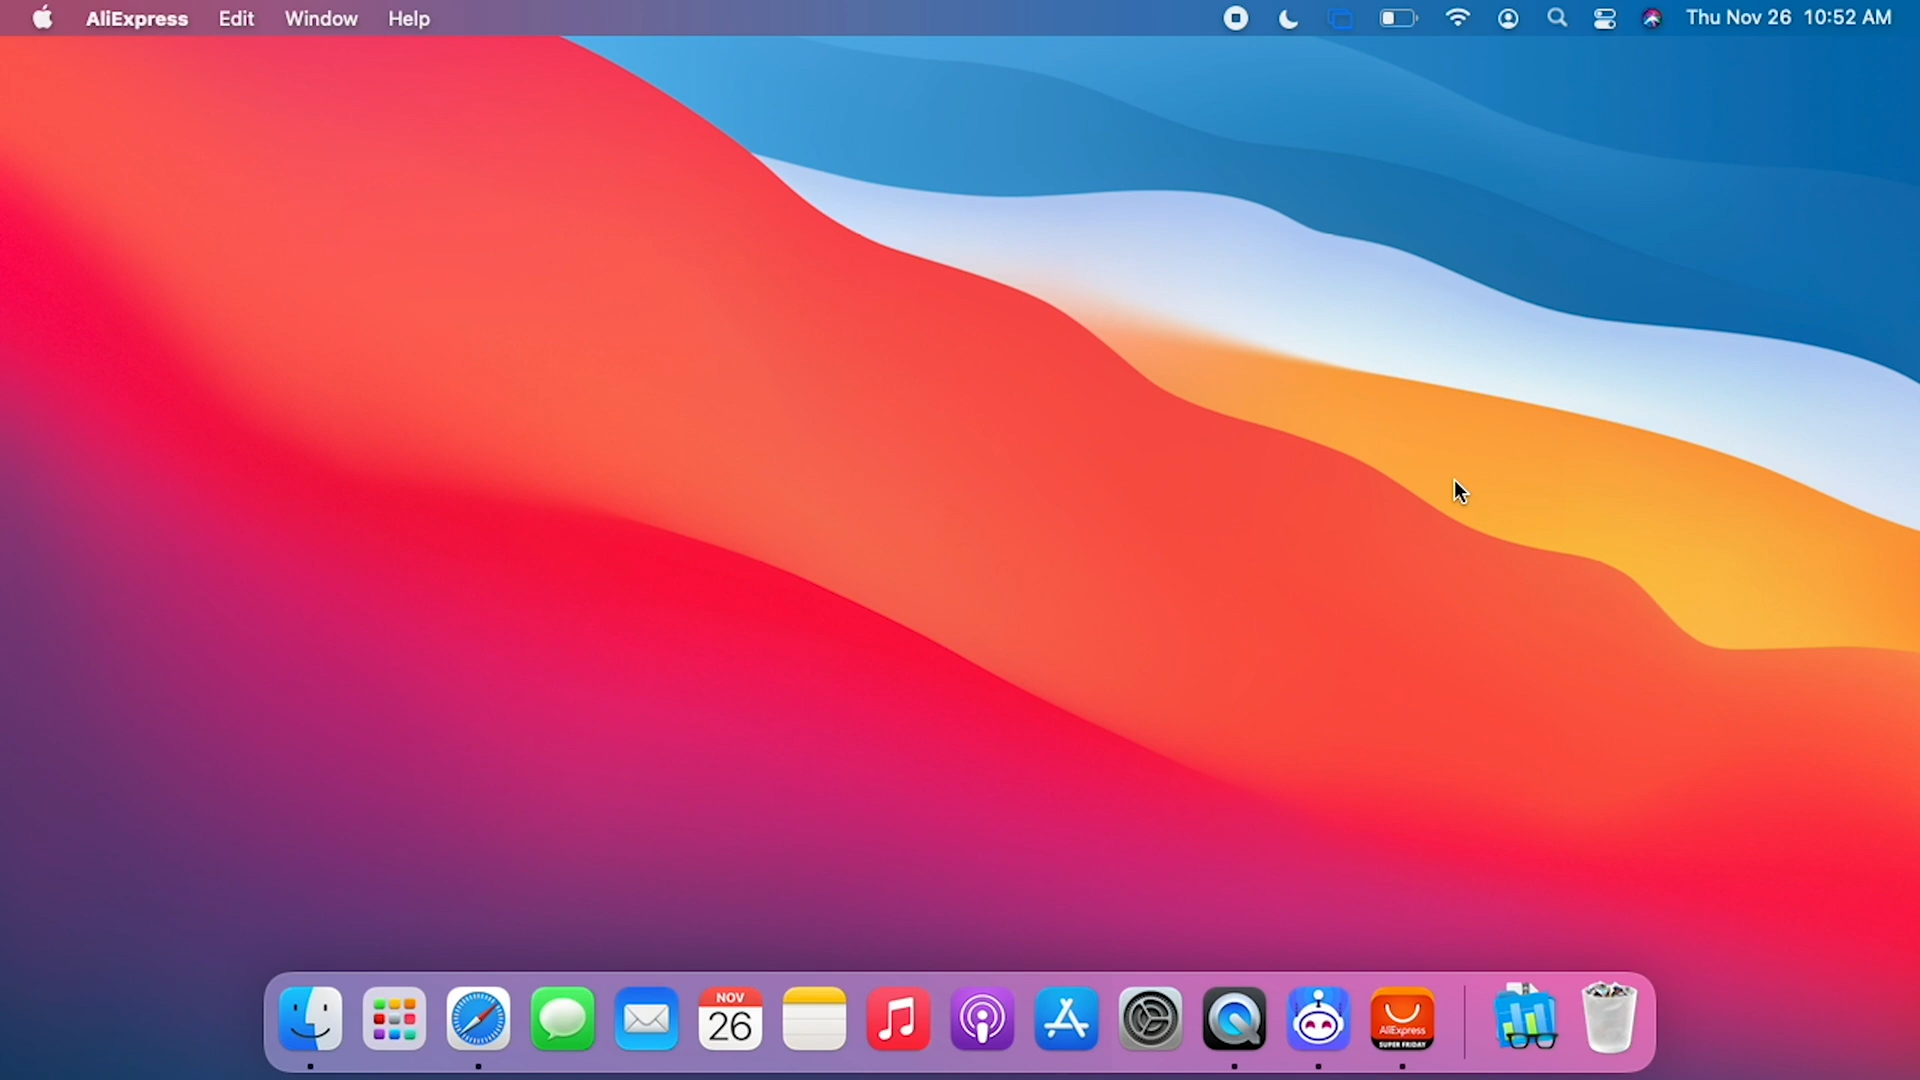 AliExpress Edit Window Help Thu Nov 26 10:52 AM
NOV
26
AliExpress
SUPER FRIDAY